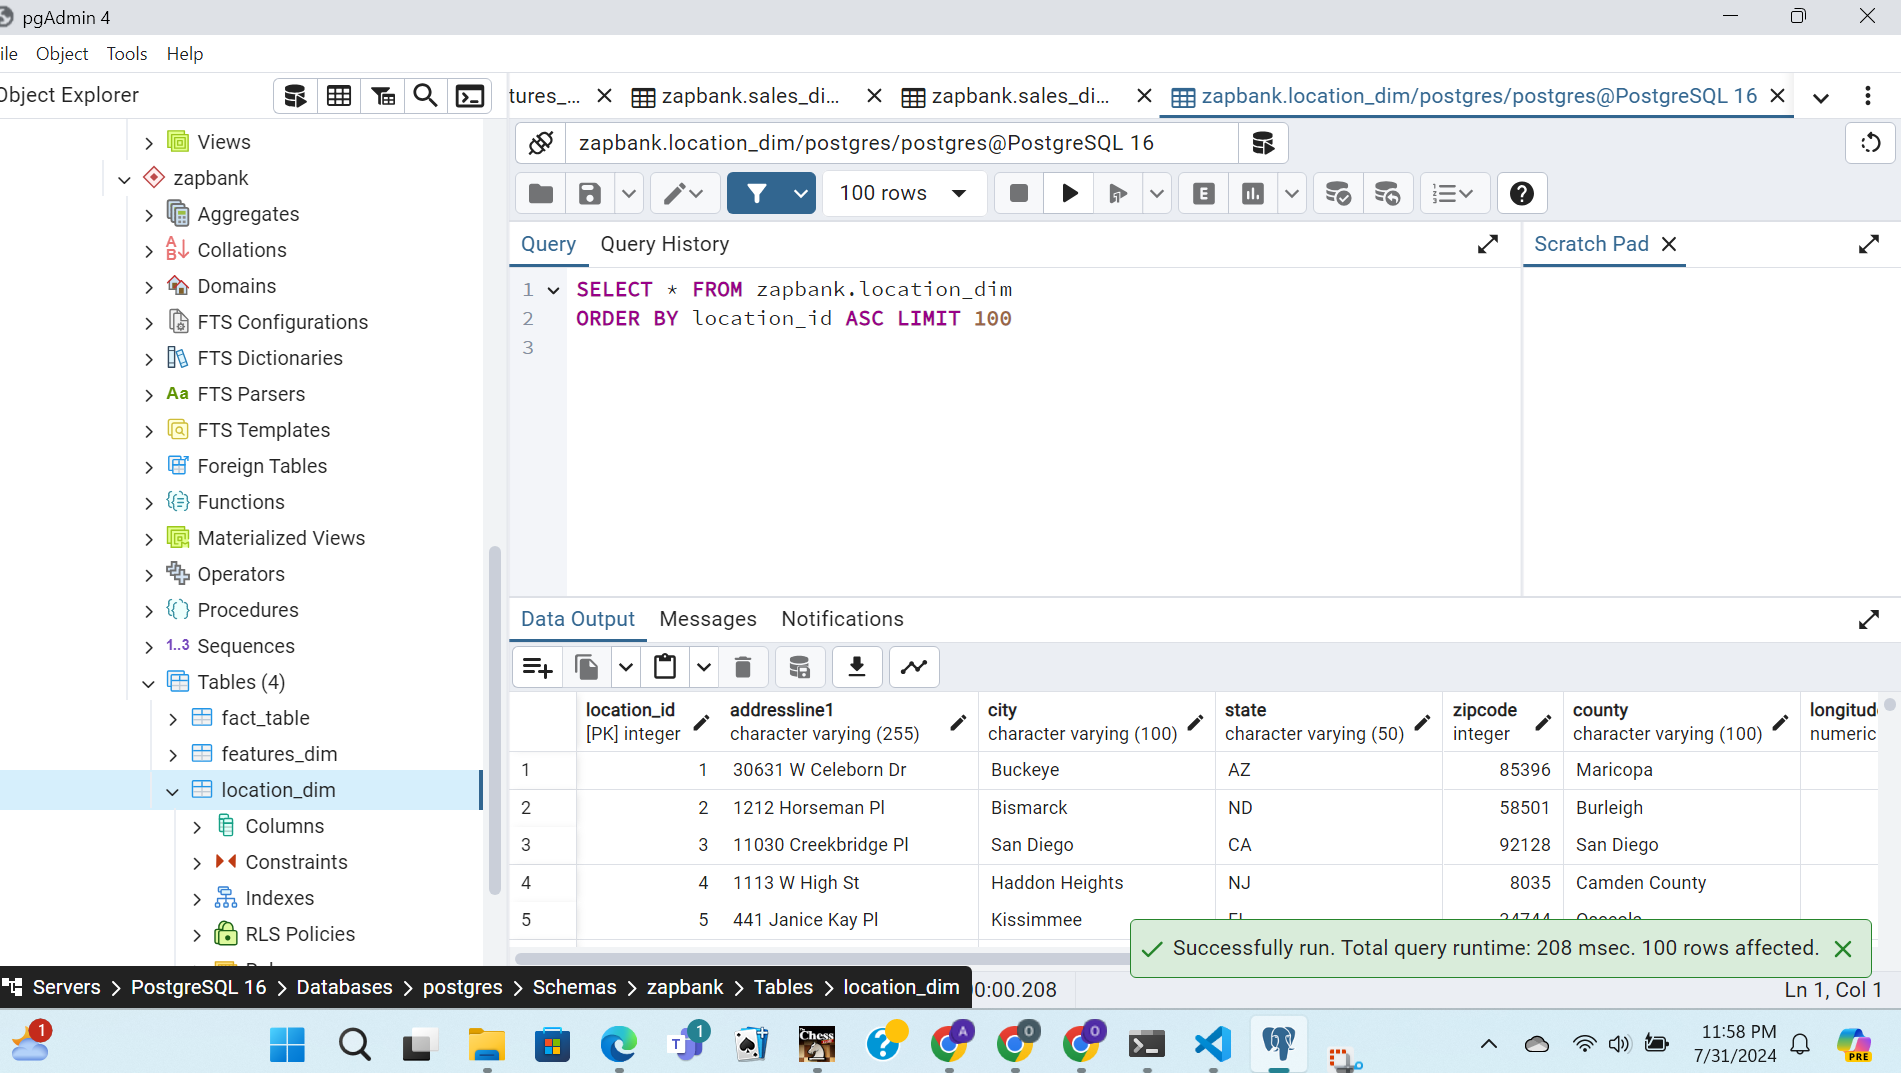 pgAdmin 4
ile Object Tools Help
Object Explorer
tures_...
zapbank.sales_di...
zapbank.sales_di...
zapbank.location_dim/postgres/postgres@PostgreSQL 16
zapbank.location_dim/postgres/postgres@PostgreSQL 16
100 rows
E
Query
Query History
Scratch Pad
1 SELECT * FROM zapbank.location_dim
2 ORDER BY location_id ASC LIMIT 100
3
Views
zapbank
Aggregates
Collations
Domains
FTS Configurations
FTS Dictionaries
Aa FTS Parsers
FTS Templates
Foreign Tables
Functions
Materialized Views
Operators
Procedures
1..3 Sequences
Tables (4)
fact_table
features_dim
location_dim
Columns
Constraints
Indexes
RLS Policies
Data Output Messages Notifications
location_id addressline1 city state zipcode county longitud
[PK] integer character varying (255) character varying (100) character varying (50) integer character varying (100) numeric
1 1 30631 W Celeborn Dr Buckeye AZ 85396 Maricopa
2 2 1212 Horseman Pl Bismarck ND 58501 Burleigh
3 3 11030 Creekbridge Pl San Diego CA 92128 San Diego
4 4 1113 W High St Haddon Heights NJ 8035 Camden County
5 5 441 Janice Kay Pl Kissimmee FL 34744 Osceola
Successfully run. Total query runtime: 208 msec. 100 rows affected.
Servers > PostgreSQL 16 > Databases > postgres > Schemas > zapbank > Tables > location_dim
0:00.208
Ln 1, Col 1
1
1
Chess
A
O
O
11:58 PM
7/31/2024
PRE